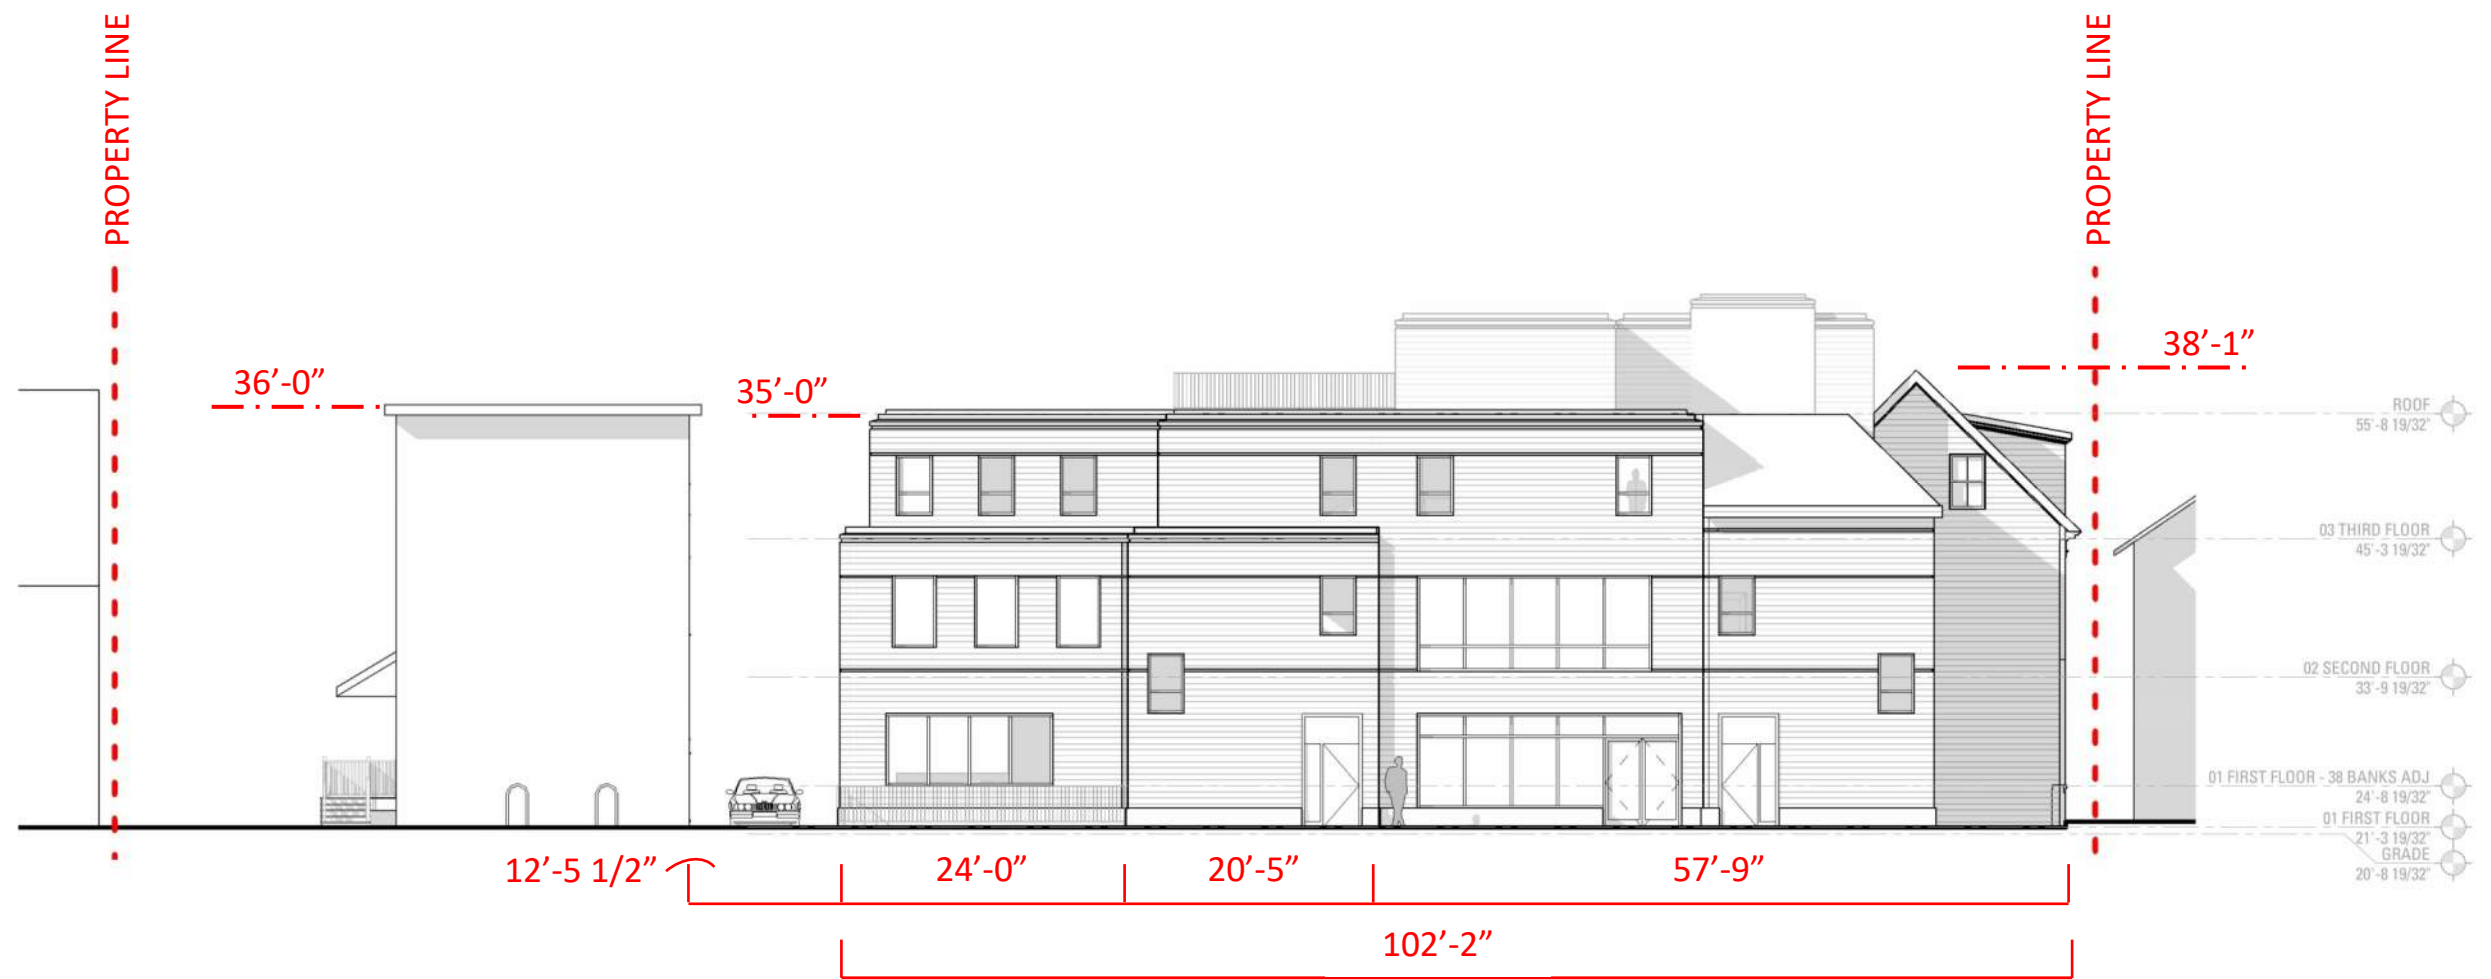 PROPERTY LINE
PROPERTY LINE
36’-0”
35’-0”
38’-1”
ROOF
55'-8 19/32"
03 THIRD FLOOR
45'-3 19/32"
02 SECOND FLOOR
33'-9 19/32"
01 FIRST FLOOR - 38 BANKS ADJ
24'-8 19/32"
01 FIRST FLOOR
21'-3 19/32"
GRADE
20'-8 19/32"
12’-5 1/2”
24’-0”
20’-5”
57’-9”
102’-2”